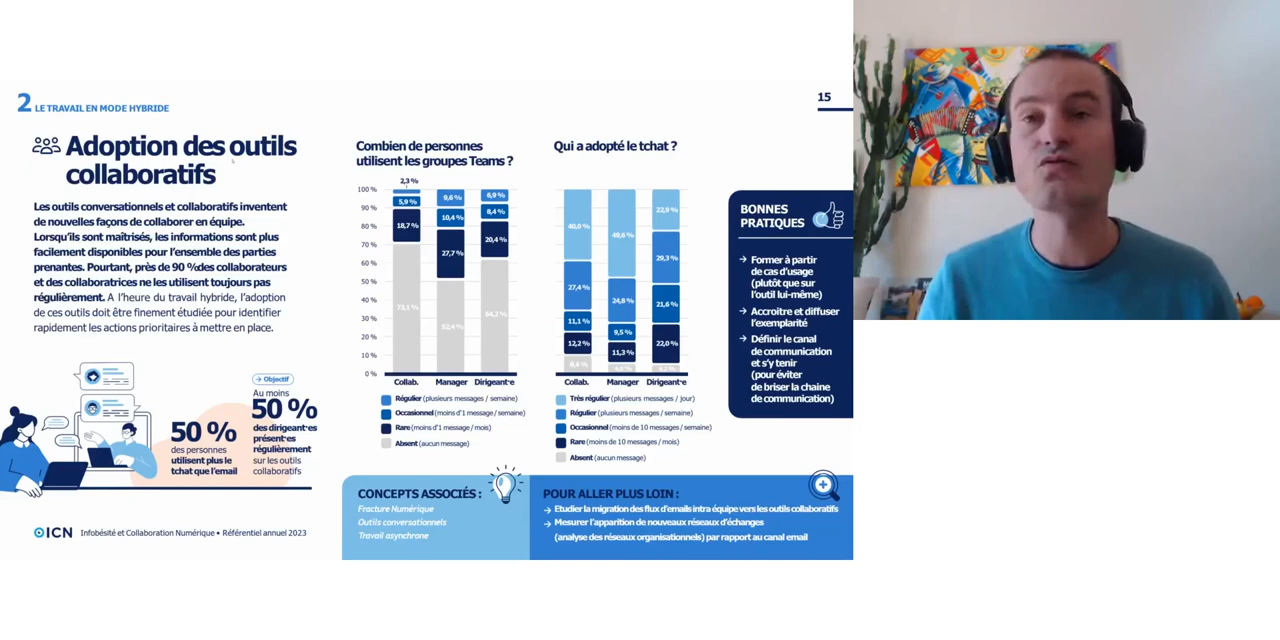 2 LE TRAVAIL EN MODE HYBRIDE
15
Adoption des outils
collaboratifs
Les outils conversationnels et collaboratifs inventent
de nouvelles façons de collaborer en équipe.
Lorsqu'ils sont maîtrisés, les informations sont plus
facilement disponibles pour l'ensemble des parties
prenantes. Pourtant, près de 90 %des collaborateurs
et des collaboratrices ne les utilisent toujours pas
régulièrement. A l'heure du travail hybride, l'adoption
de ces outils doit être finement étudiée pour identifier
rapidement les actions prioritaires à mettre en place.
50 %
des personnes
utilisent plus le
tchat que l'email
→ Objectif
Au moins
50 %
des dirigeant·es
présent·es
régulièrement
sur les outils
collaboratifs
Combien de personnes
utilisent les groupes Teams ?
100 %
90 %
80 %
70 %
60 %
50 %
40 %
30 %
20 %
10 %
0 %
2,3 %
5,9 %
18,7 %
73,1 %
9,6 %
10,4 %
27,7 %
52,4 %
6,9 %
8,4 %
20,4 %
64,3 %
Collab. Manager Dirigeant·e
Régulier (plusieurs messages / semaine)
Occasionnel (moins d'1 message / semaine)
Rare (moins d'1 message / mois)
Absent (aucun message)
Qui a adopté le tchat ?
40,0 %
27,4 %
11,1 %
12,2 %
49,6 %
24,8 %
9,5 %
11,3 %
22,9 %
29,3 %
21,6 %
22,0 %
Collab. Manager Dirigeant·e
Très régulier (plusieurs messages / jour)
Régulier (plusieurs messages / semaine)
Occasionnel (moins de 10 messages / semaine)
Rare (moins de 10 messages / mois)
Absent (aucun message)
BONNES
PRATIQUES
→ Former à partir
de cas d'usage
(plutôt que sur
l'outil lui-même)
→ Accroitre et diffuser
l'exemplarité
→ Définir le canal
de communication
et s'y tenir
(pour éviter
de briser la chaine
de communication)
CONCEPTS ASSOCIÉS :
Fracture Numérique
Outils conversationnels
Travail asynchrone
POUR ALLER PLUS LOIN :
→ Etudier la migration des flux d'emails intra équipe vers les outils collaboratifs
→ Mesurer l'apparition de nouveaux réseaux d'échanges
(analyse des réseaux organisationnels) par rapport au canal email
OICN Infobésité et Collaboration Numérique • Référentiel annuel 2023